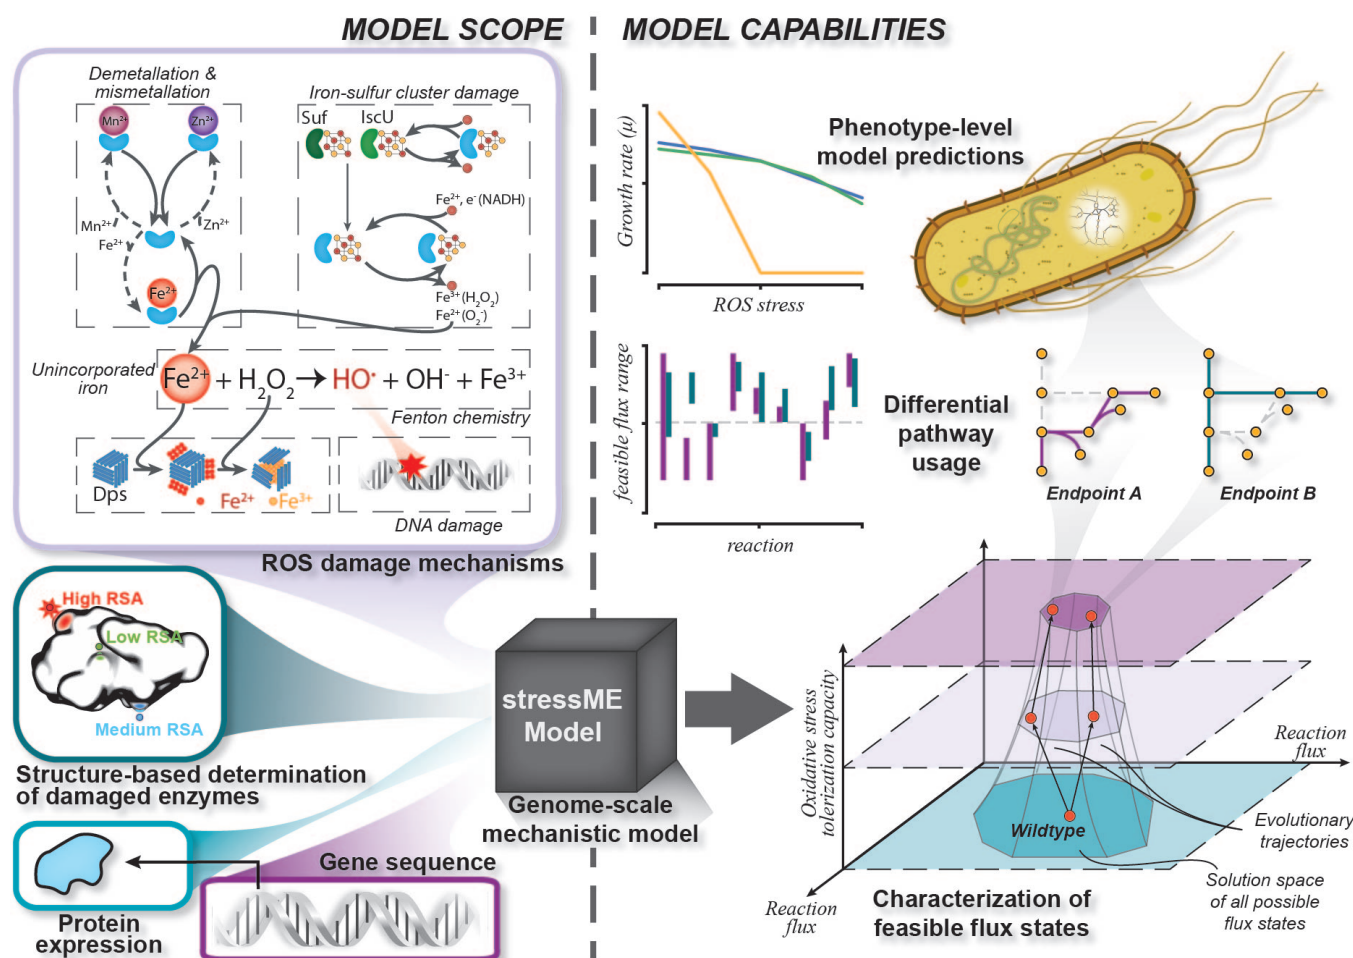 MODEL SCOPE
Demetallation &
mismetallation
Mn²⁺
Zn²⁺
Mn²⁺
Zn²⁺
Fe²⁺
Fe²⁺
Iron-sulfur cluster damage
Suf
IscU
Fe²⁺, e⁻(NADH)
Fe³⁺(H₂O₂)
Fe²⁺(O₂⁻)
Unincorporated
iron
Fe²⁺ + H₂O₂ → HO• + OH⁻ + Fe³⁺
Fenton chemistry
Dps
Fe²⁺
Fe³⁺
DNA damage
ROS damage mechanisms
High RSA
Low RSA
Medium RSA
Structure-based determination
of damaged enzymes
Gene sequence
Protein
expression
stressME
Model
Genome-scale
mechanistic model
MODEL CAPABILITIES
Growth rate (μ)
ROS stress
Phenotype-level
model predictions
feasible flux range
reaction
Differential
pathway
usage
Endpoint A
Endpoint B
Oxidative stress
tolerization capacity
Reaction
flux
Wildtype
Evolutionary
trajectories
Solution space
of all possible
flux states
Reaction
flux
Characterization of
feasible flux states